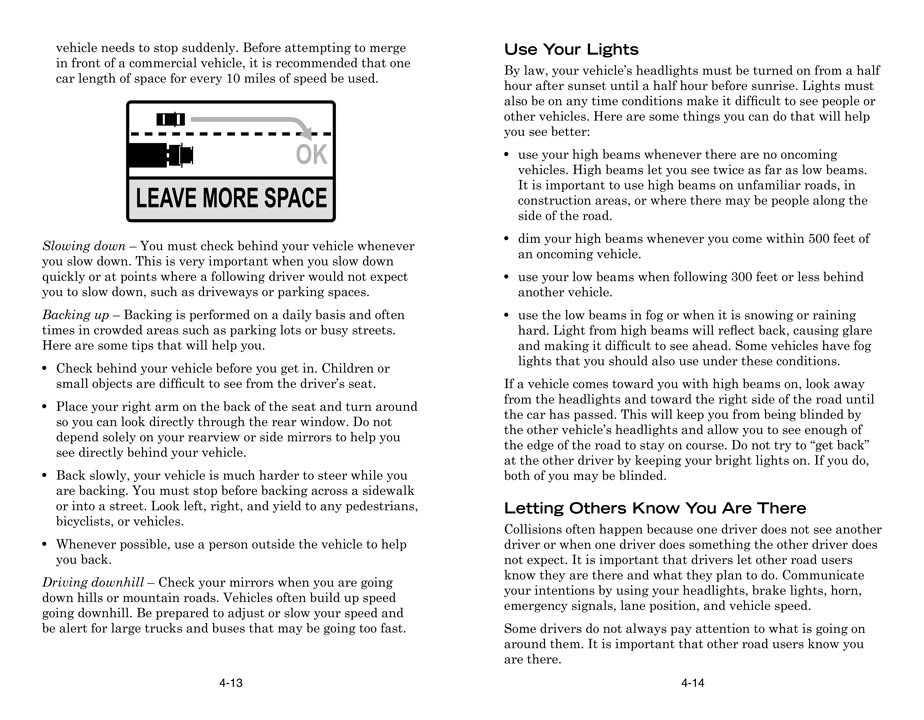 vehicle needs to stop suddenly. Before attempting to merge
in front of a commercial vehicle, it is recommended that one
car length of space for every 10 miles of speed be used.
OK
LEAVE MORE SPACE
Slowing down – You must check behind your vehicle whenever
you slow down. This is very important when you slow down
quickly or at points where a following driver would not expect
you to slow down, such as driveways or parking spaces.
Backing up – Backing is performed on a daily basis and often
times in crowded areas such as parking lots or busy streets.
Here are some tips that will help you.
• Check behind your vehicle before you get in. Children or
small objects are difficult to see from the driver's seat.
• Place your right arm on the back of the seat and turn around
so you can look directly through the rear window. Do not
depend solely on your rearview or side mirrors to help you
see directly behind your vehicle.
• Back slowly, your vehicle is much harder to steer while you
are backing. You must stop before backing across a sidewalk
or into a street. Look left, right, and yield to any pedestrians,
bicyclists, or vehicles.
• Whenever possible, use a person outside the vehicle to help
you back.
Driving downhill – Check your mirrors when you are going
down hills or mountain roads. Vehicles often build up speed
going downhill. Be prepared to adjust or slow your speed and
be alert for large trucks and buses that may be going too fast.
4-13
Use Your Lights
By law, your vehicle's headlights must be turned on from a half
hour after sunset until a half hour before sunrise. Lights must
also be on any time conditions make it difficult to see people or
other vehicles. Here are some things you can do that will help
you see better:
• use your high beams whenever there are no oncoming
vehicles. High beams let you see twice as far as low beams.
It is important to use high beams on unfamiliar roads, in
construction areas, or where there may be people along the
side of the road.
• dim your high beams whenever you come within 500 feet of
an oncoming vehicle.
• use your low beams when following 300 feet or less behind
another vehicle.
• use the low beams in fog or when it is snowing or raining
hard. Light from high beams will reflect back, causing glare
and making it difficult to see ahead. Some vehicles have fog
lights that you should also use under these conditions.
If a vehicle comes toward you with high beams on, look away
from the headlights and toward the right side of the road until
the car has passed. This will keep you from being blinded by
the other vehicle's headlights and allow you to see enough of
the edge of the road to stay on course. Do not try to "get back"
at the other driver by keeping your bright lights on. If you do,
both of you may be blinded.
Letting Others Know You Are There
Collisions often happen because one driver does not see another
driver or when one driver does something the other driver does
not expect. It is important that drivers let other road users
know they are there and what they plan to do. Communicate
your intentions by using your headlights, brake lights, horn,
emergency signals, lane position, and vehicle speed.
Some drivers do not always pay attention to what is going on
around them. It is important that other road users know you
are there.
4-14